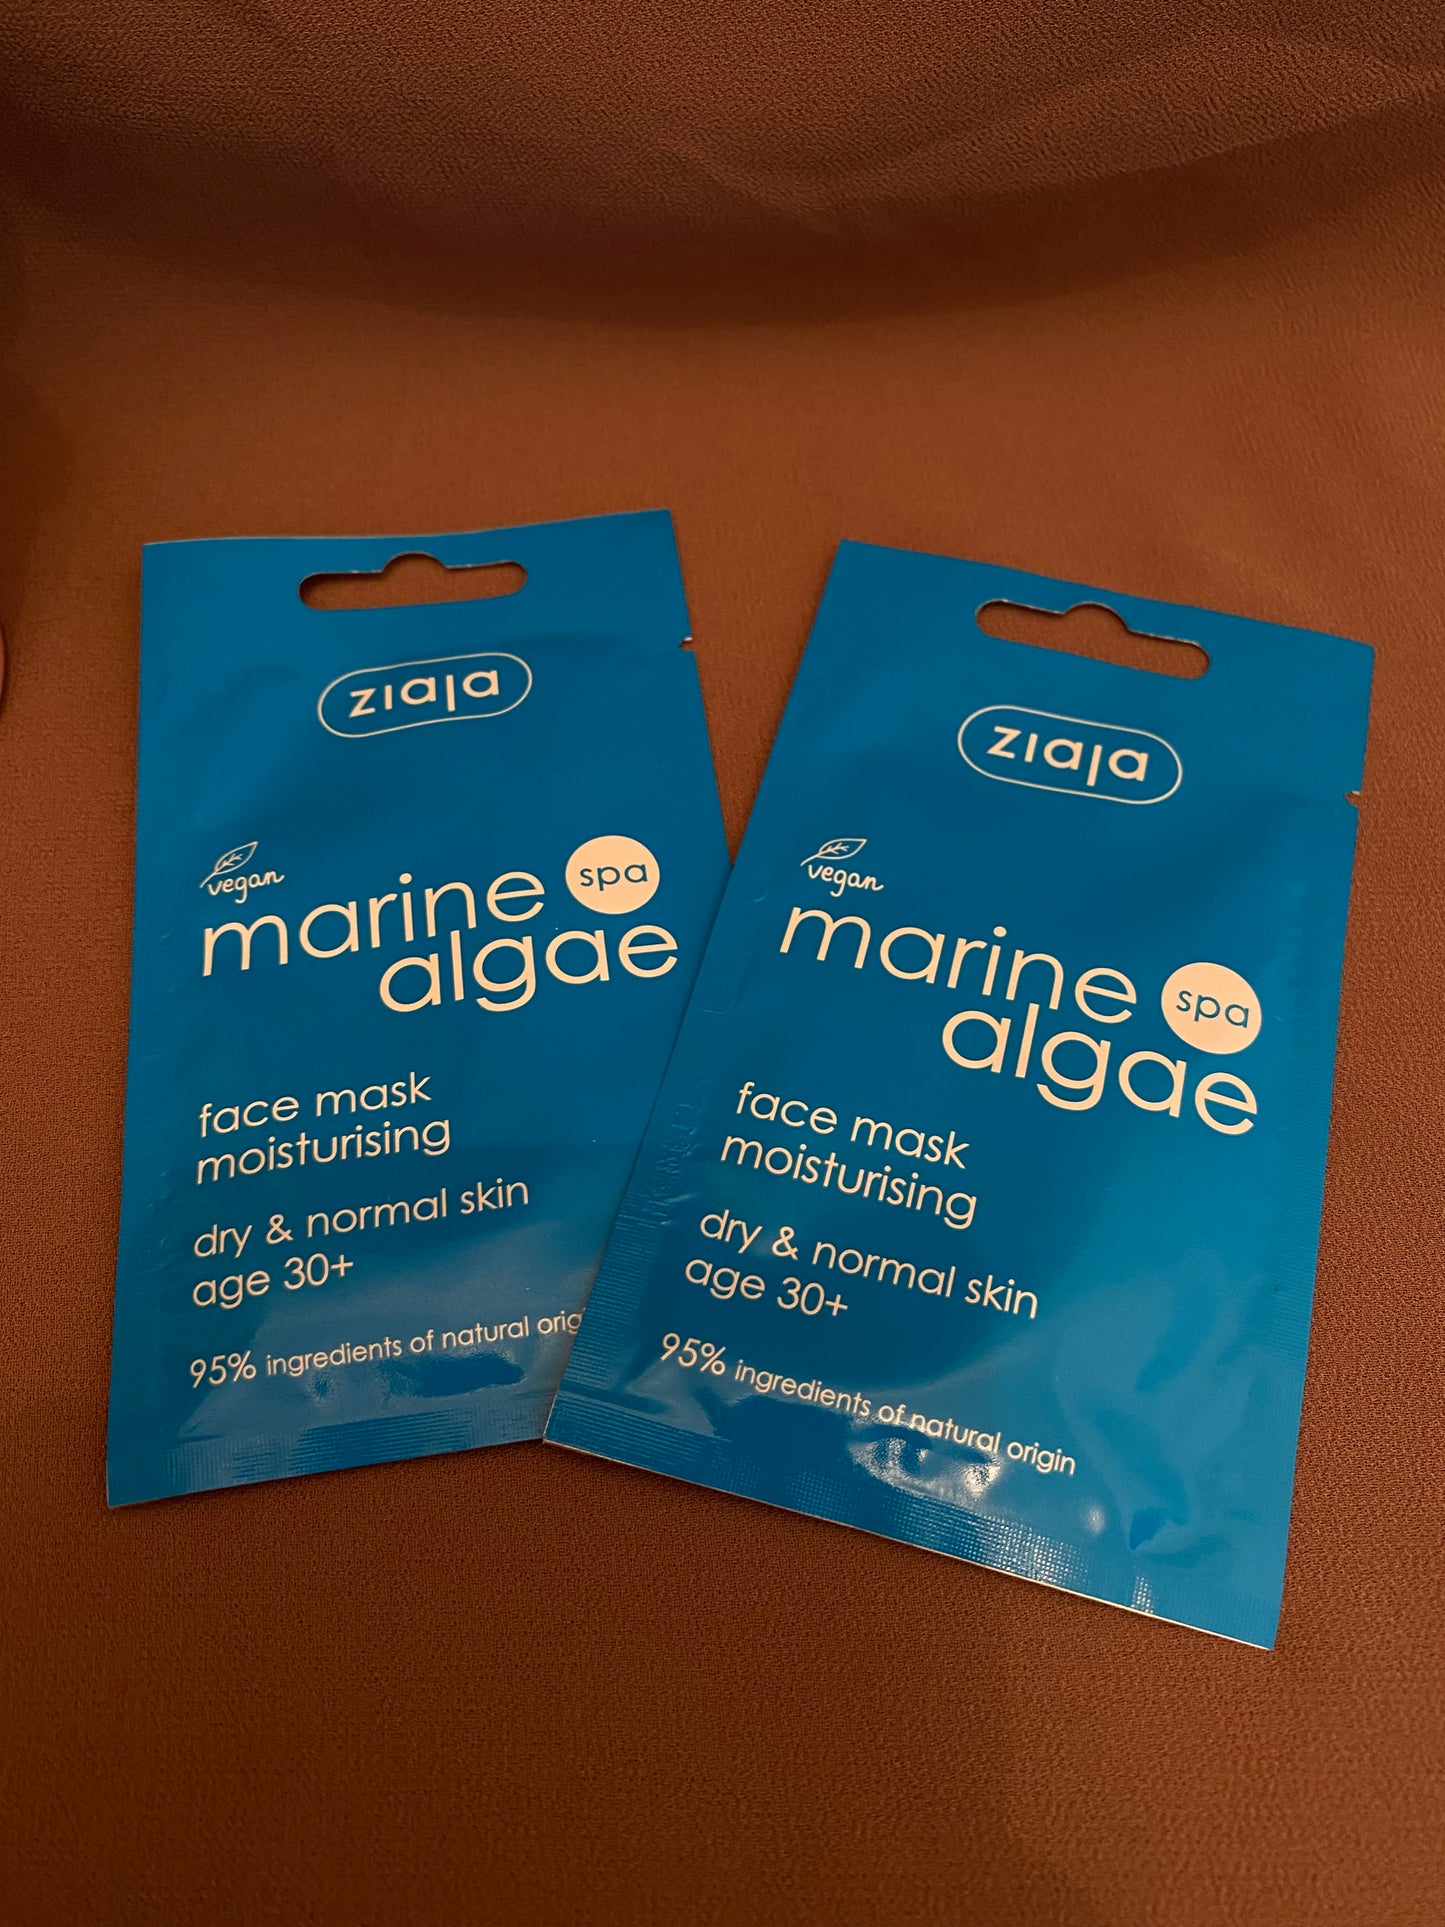 ziaja
vegan
marine spa
algae
face mask
moisturising
dry & normal skin
age 30+
95% ingredients of natural orig
ziaja
vegan
marine spa
algae
face mask
moisturising
dry & normal skin
age 30+
95% ingredients of natural origin